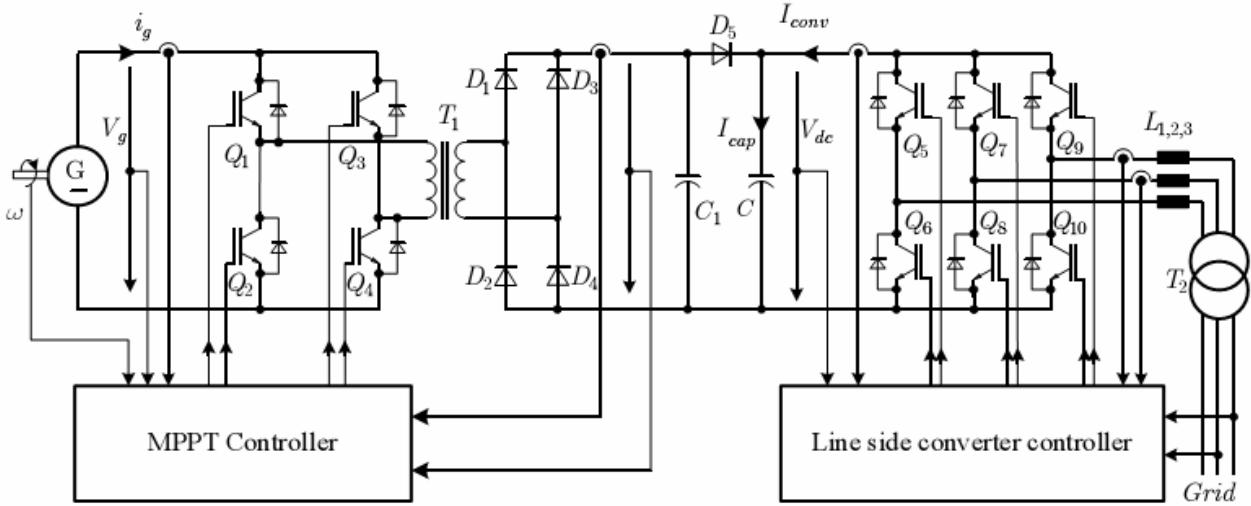 i_g
D_5
I_conv
V_g
Q_1
Q_3
T_1
D_1
D_3
I_cap
V_dc
Q_5
Q_7
Q_9
L_1,2,3
G
ω
C_1
C
Q_2
Q_4
D_2
D_4
Q_6
Q_8
Q_10
T_2
MPPT Controller
Line side converter controller
Grid